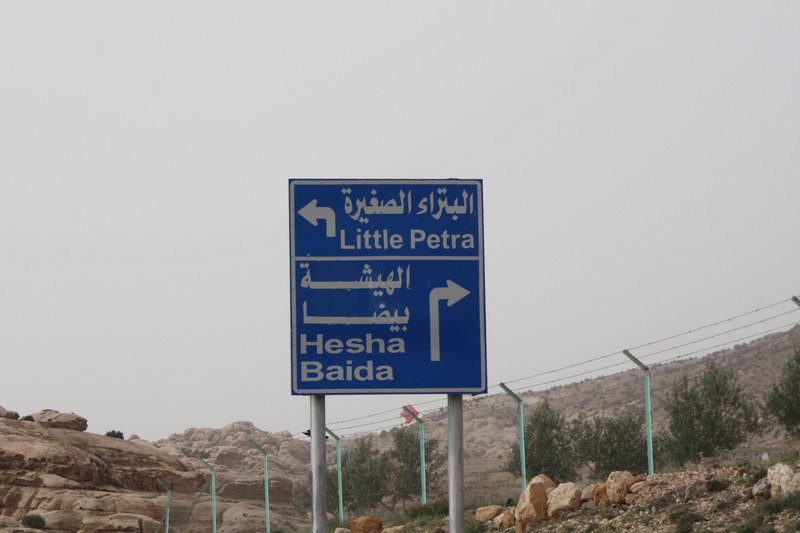 البتراء الصغيرة
Little Petra
الهيشة
بيضا
Hesha
Baida